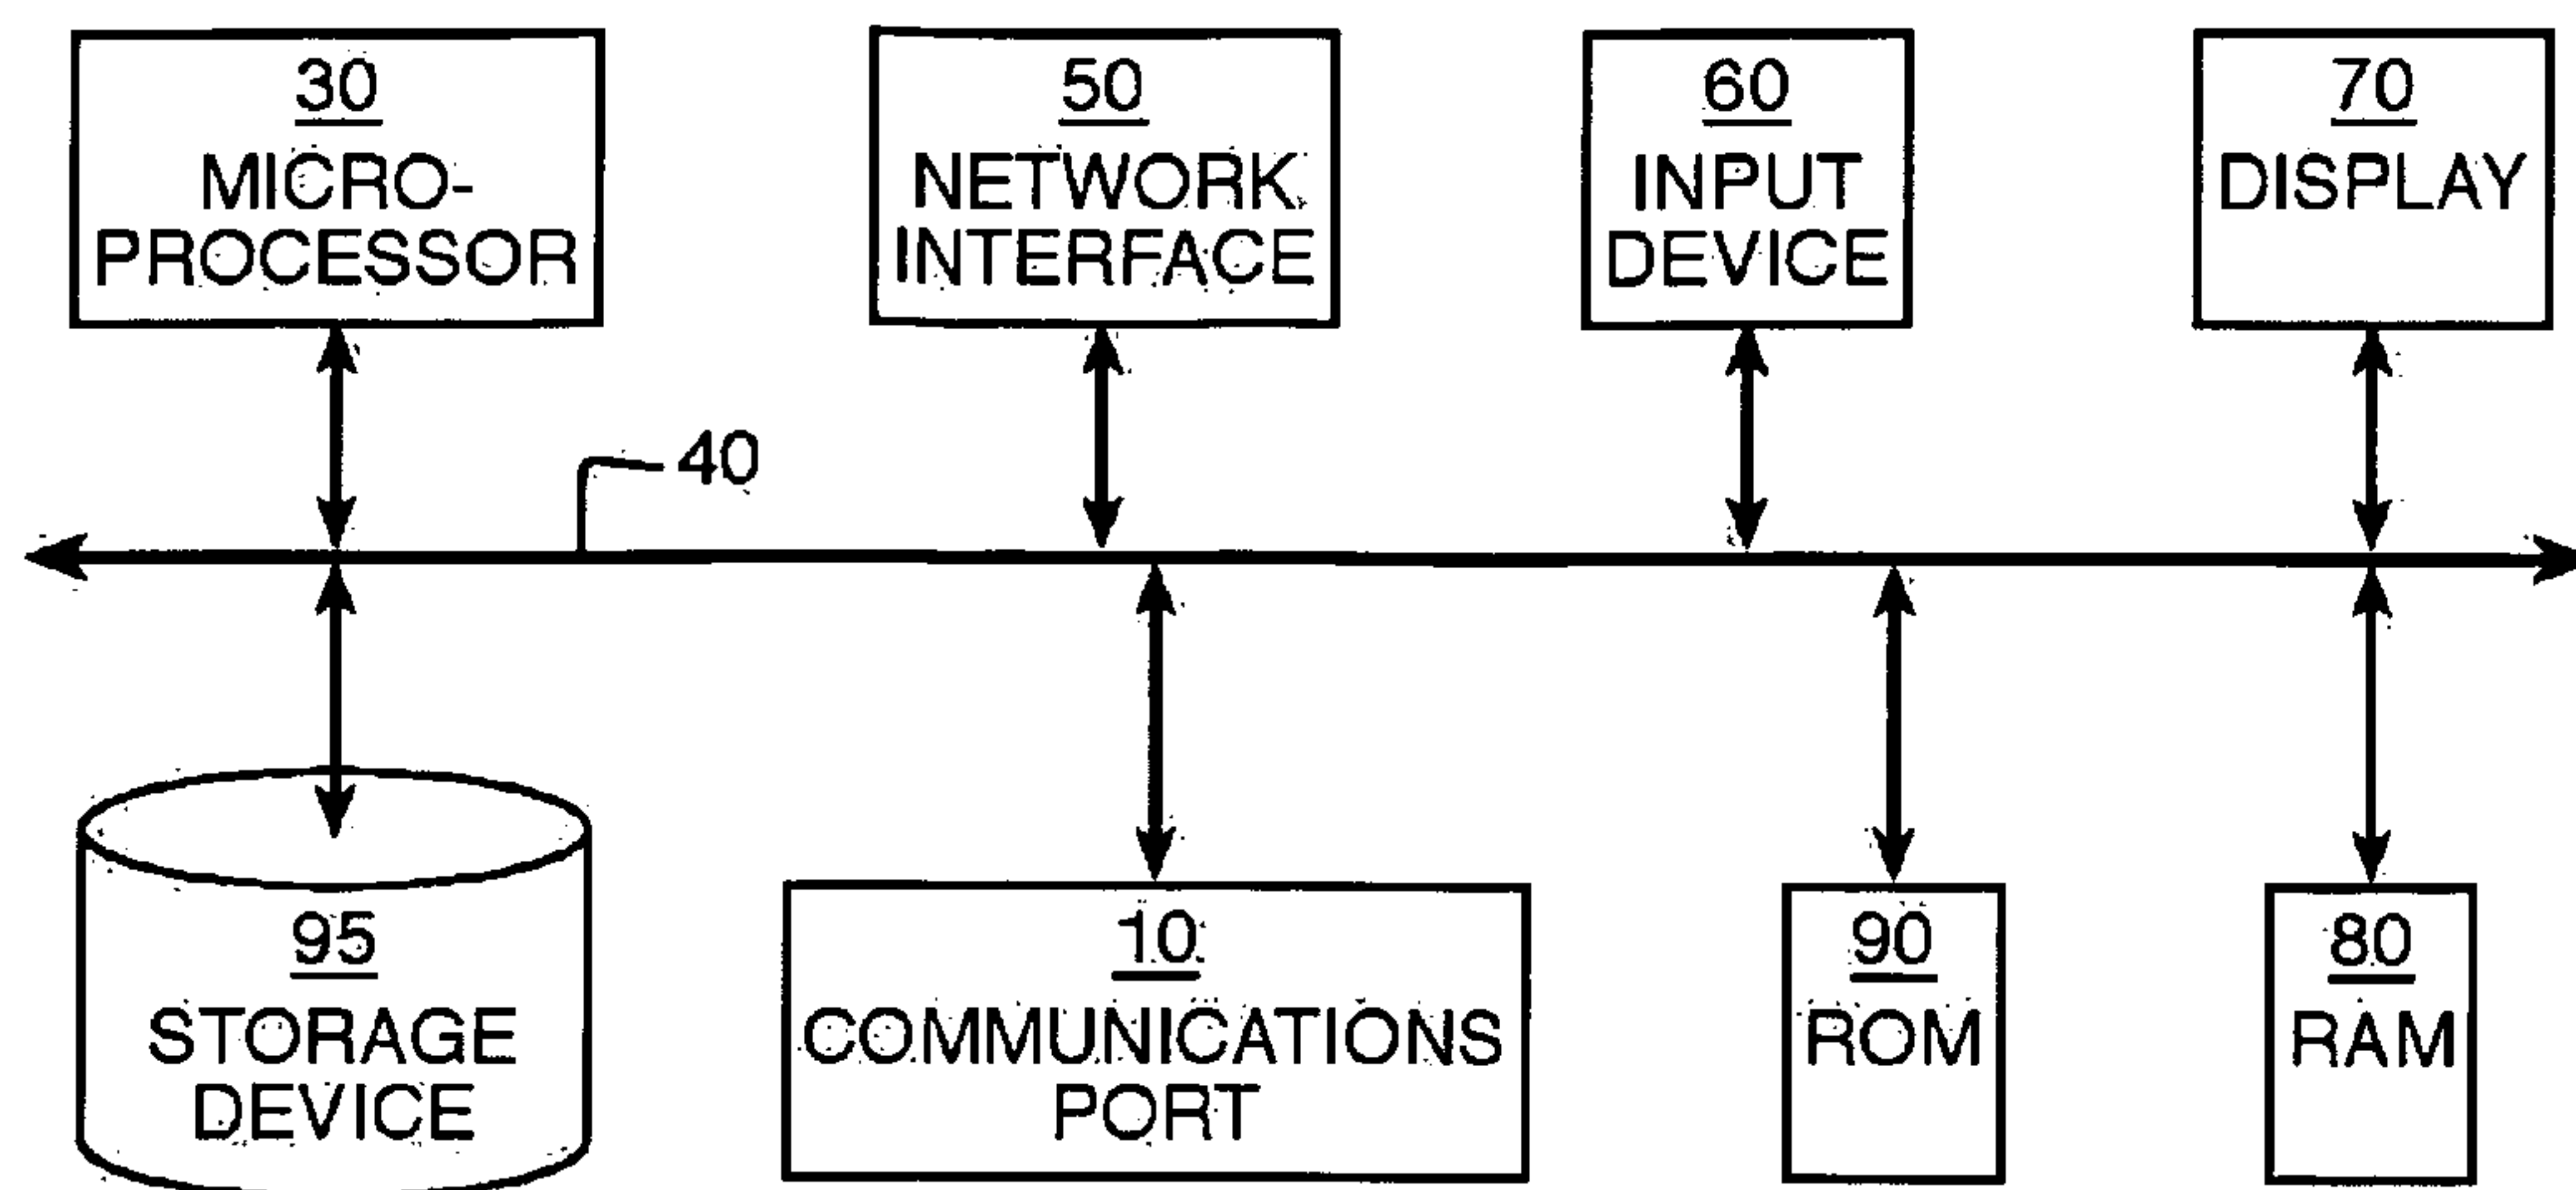 30
MICRO-
PROCESSOR
50
NETWORK
INTERFACE
60
INPUT
DEVICE
70
DISPLAY
40
95
STORAGE
DEVICE
10
COMMUNICATIONS
PORT
90
ROM
80
RAM